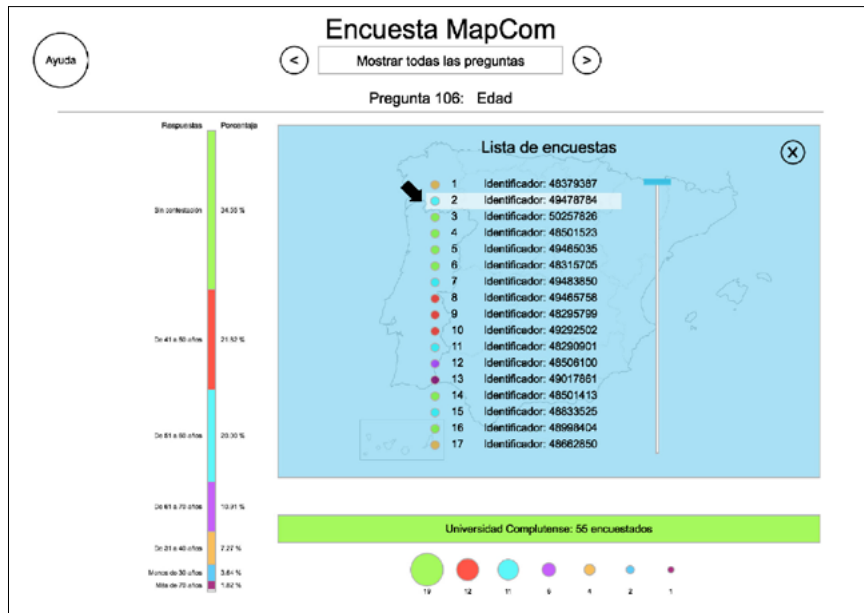 Encuesta MapCom
Ayuda
< Mostrar todas las preguntas >
Pregunta 106: Edad
Respuestas Porcentaje
Sin contestación 34.55 %
De 41 a 50 años 21.82 %
De 51 a 60 años 20.00 %
De 61 a 70 años 10.91 %
De 31 a 40 años 7.27 %
Menos de 30 años 3.64 %
Más de 70 años 1.82 %
Lista de encuestas X
1 Identificador: 48379387
2 Identificador: 49478784
3 Identificador: 50257826
4 Identificador: 48501523
5 Identificador: 49465035
6 Identificador: 48315705
7 Identificador: 49483850
8 Identificador: 49465758
9 Identificador: 48295799
10 Identificador: 49292502
11 Identificador: 48290901
12 Identificador: 48506100
13 Identificador: 49017861
14 Identificador: 48501413
15 Identificador: 48833525
16 Identificador: 48998404
17 Identificador: 48662850
Universidad Complutense: 55 encuestados
19 12 11 6 4 2 1